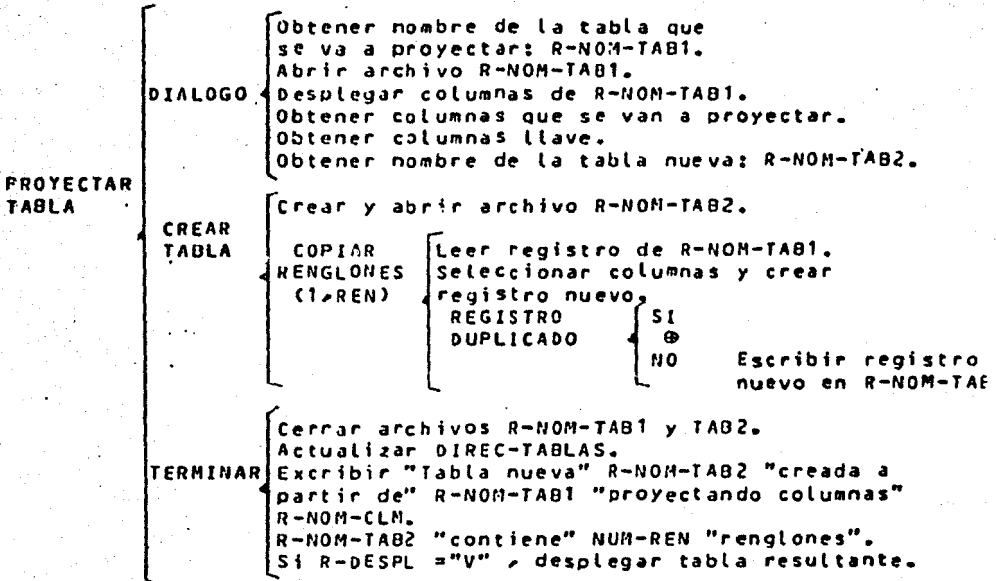 Obtener nombre de la tabla que
se va a proyectar: R-NOM-TAB1.
Abrir archivo R-NOM-TAB1.
DIALOGO Desplegar columnas de R-NOM-TAB1.
Obtener columnas que se van a proyectar.
Obtener columnas llave.
Obtener nombre de la tabla nueva: R-NOM-TAB2.
PROYECTAR
TABLA
Crear y abrir archivo R-NOM-TAB2.
CREAR
TABLA
COPIAR
RENGLONES
(1,REN)
Leer registro de R-NOM-TAB1.
Seleccionar columnas y crear
registro nuevo.
REGISTRO
DUPLICADO
SI
⊕
NO Escribir registro
nuevo en R-NOM-TAB
Cerrar archivos R-NOM-TAB1 y TAB2.
Actualizar DIREC-TABLAS.
TERMINAR Excribir "Tabla nueva" R-NOM-TAB2 "creada a
partir de" R-NOM-TAB1 "proyectando columnas"
R-NOM-CLM.
R-NOM-TAB2 "contiene" NUM-REN "renglones".
Si R-DESPL ="V" , desplegar tabla resultante.